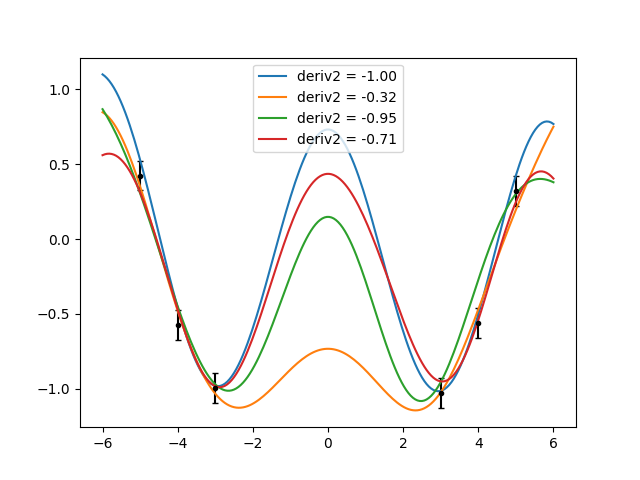 deriv2 = -1.00
deriv2 = -0.32
deriv2 = -0.95
deriv2 = -0.71
1.0
0.5
0.0
−0.5
−1.0
−6 −4 −2 0 2 4 6